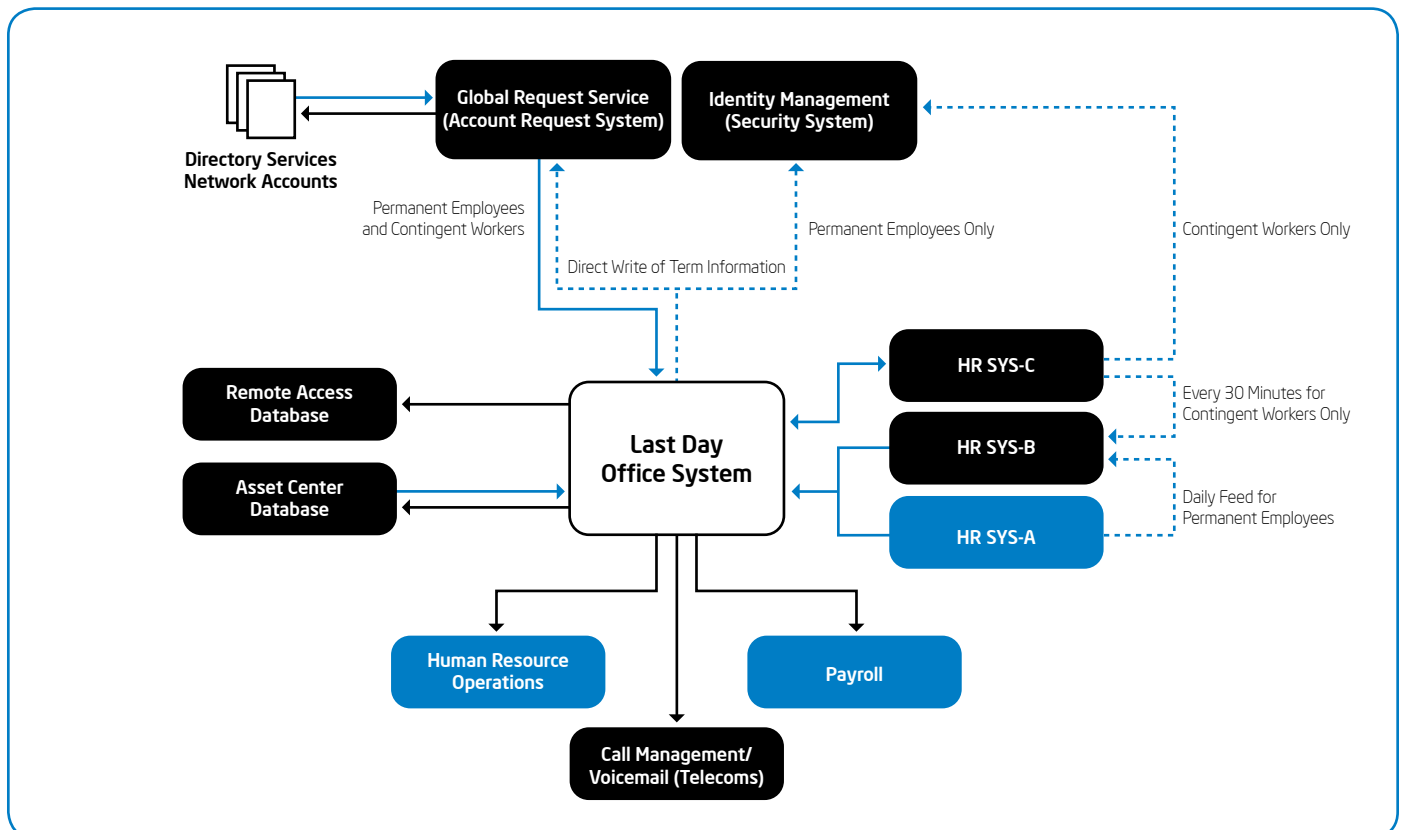 Global Request Service
(Account Request System)
Identity Management
(Security System)
Directory Services
Network Accounts
Permanent Employees
and Contingent Workers
Permanent Employees Only
Contingent Workers Only
Direct Write of Term Information
HR SYS-C
Remote Access
Database
Every 30 Minutes for
Contingent Workers Only
Last Day
Office System
HR SYS-B
Asset Center
Database
Daily Feed for
Permanent Employees
HR SYS-A
Human Resource
Operations
Payroll
Call Management/
Voicemail (Telecoms)